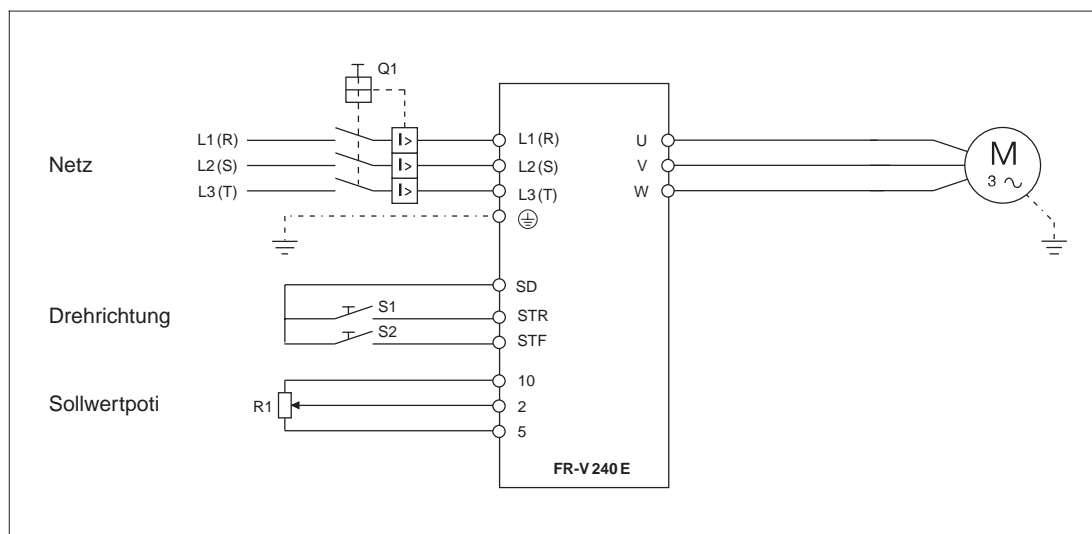 Q1
L1 (R) I> L1 (R) U
Netz L2 (S) I> L2 (S) V M
L3 (T) I> L3 (T) W 3 ~
SD
Drehrichtung S1 STR
S2 STF
10
Sollwertpoti R1 2
5
FR-V 240 E